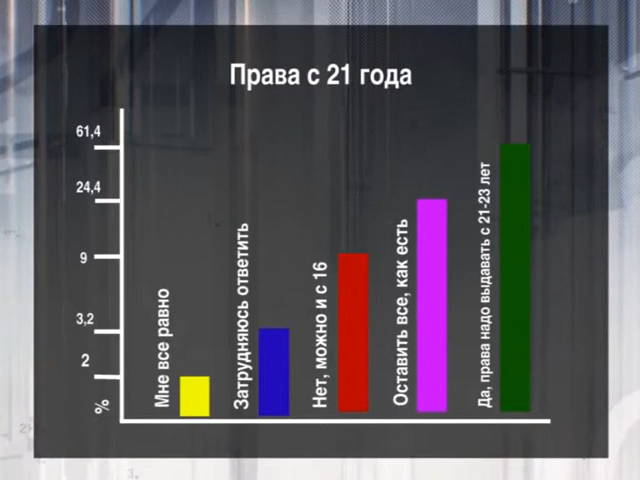 Права с 21 года
61,4
24,4
9
3,2
2
%
Мне все равно
Затрудняюсь ответить
Нет, можно и с 16
Оставить все, как есть
Да, права надо выдавать с 21-23 лет